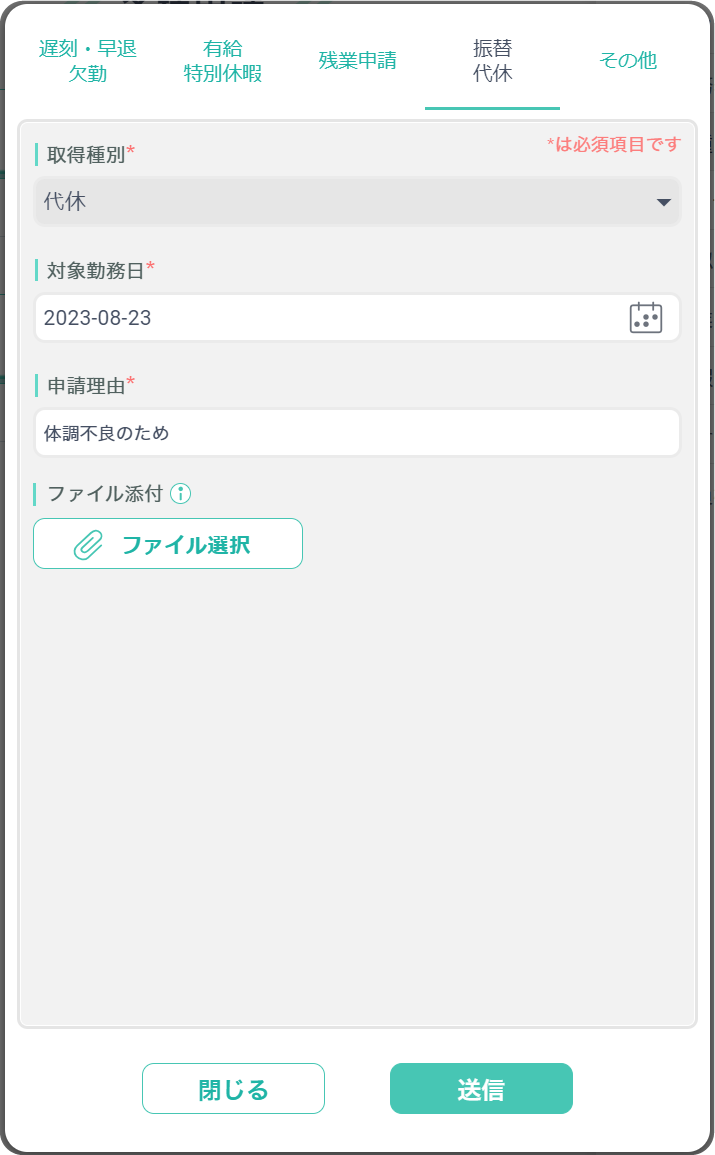 遅刻・早退
欠勤
有給
特別休暇
残業申請
振替
代休
その他
*は必須項目です
取得種別*
代休
対象勤務日*
2023-08-23
申請理由*
体調不良のため
ファイル添付
ファイル選択
閉じる
送信